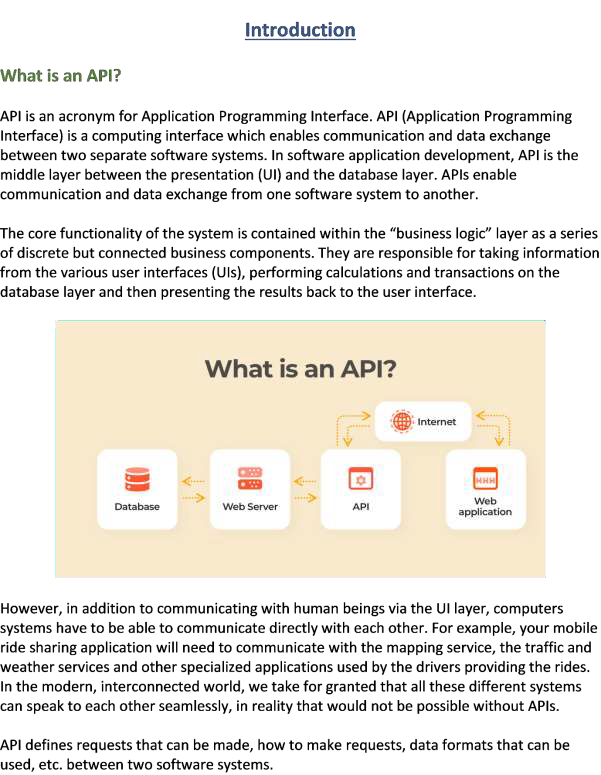 Introduction
What is an API?
API is an acronym for Application Programming Interface. API (Application Programming
Interface) is a computing interface which enables communication and data exchange
between two separate software systems. In software application development, API is the
middle layer between the presentation (UI) and the database layer. APIs enable
communication and data exchange from one software system to another.
The core functionality of the system is contained within the “business logic” layer as a series
of discrete but connected business components. They are responsible for taking information
from the various user interfaces (UIs), performing calculations and transactions on the
database layer and then presenting the results back to the user interface.
What is an API?
Internet
Database
Web Server
API
Web
application
However, in addition to communicating with human beings via the UI layer, computers
systems have to be able to communicate directly with each other. For example, your mobile
ride sharing application will need to communicate with the mapping service, the traffic and
weather services and other specialized applications used by the drivers providing the rides.
In the modern, interconnected world, we take for granted that all these different systems
can speak to each other seamlessly, in reality that would not be possible without APIs.
API defines requests that can be made, how to make requests, data formats that can be
used, etc. between two software systems.